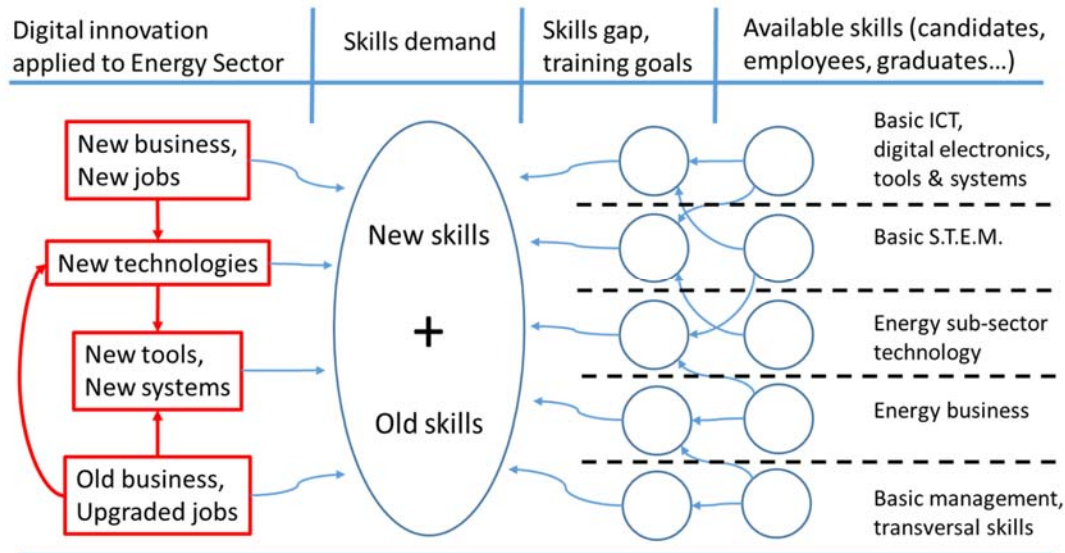 Digital innovation
applied to Energy Sector
Skills demand
Skills gap,
training goals
Available skills (candidates,
employees, graduates...)
New business,
New jobs
New technologies
New tools,
New systems
Old business,
Upgraded jobs
New skills
+
Old skills
Basic ICT,
digital electronics,
tools & systems
Basic S.T.E.M.
Energy sub-sector
technology
Energy business
Basic management,
transversal skills